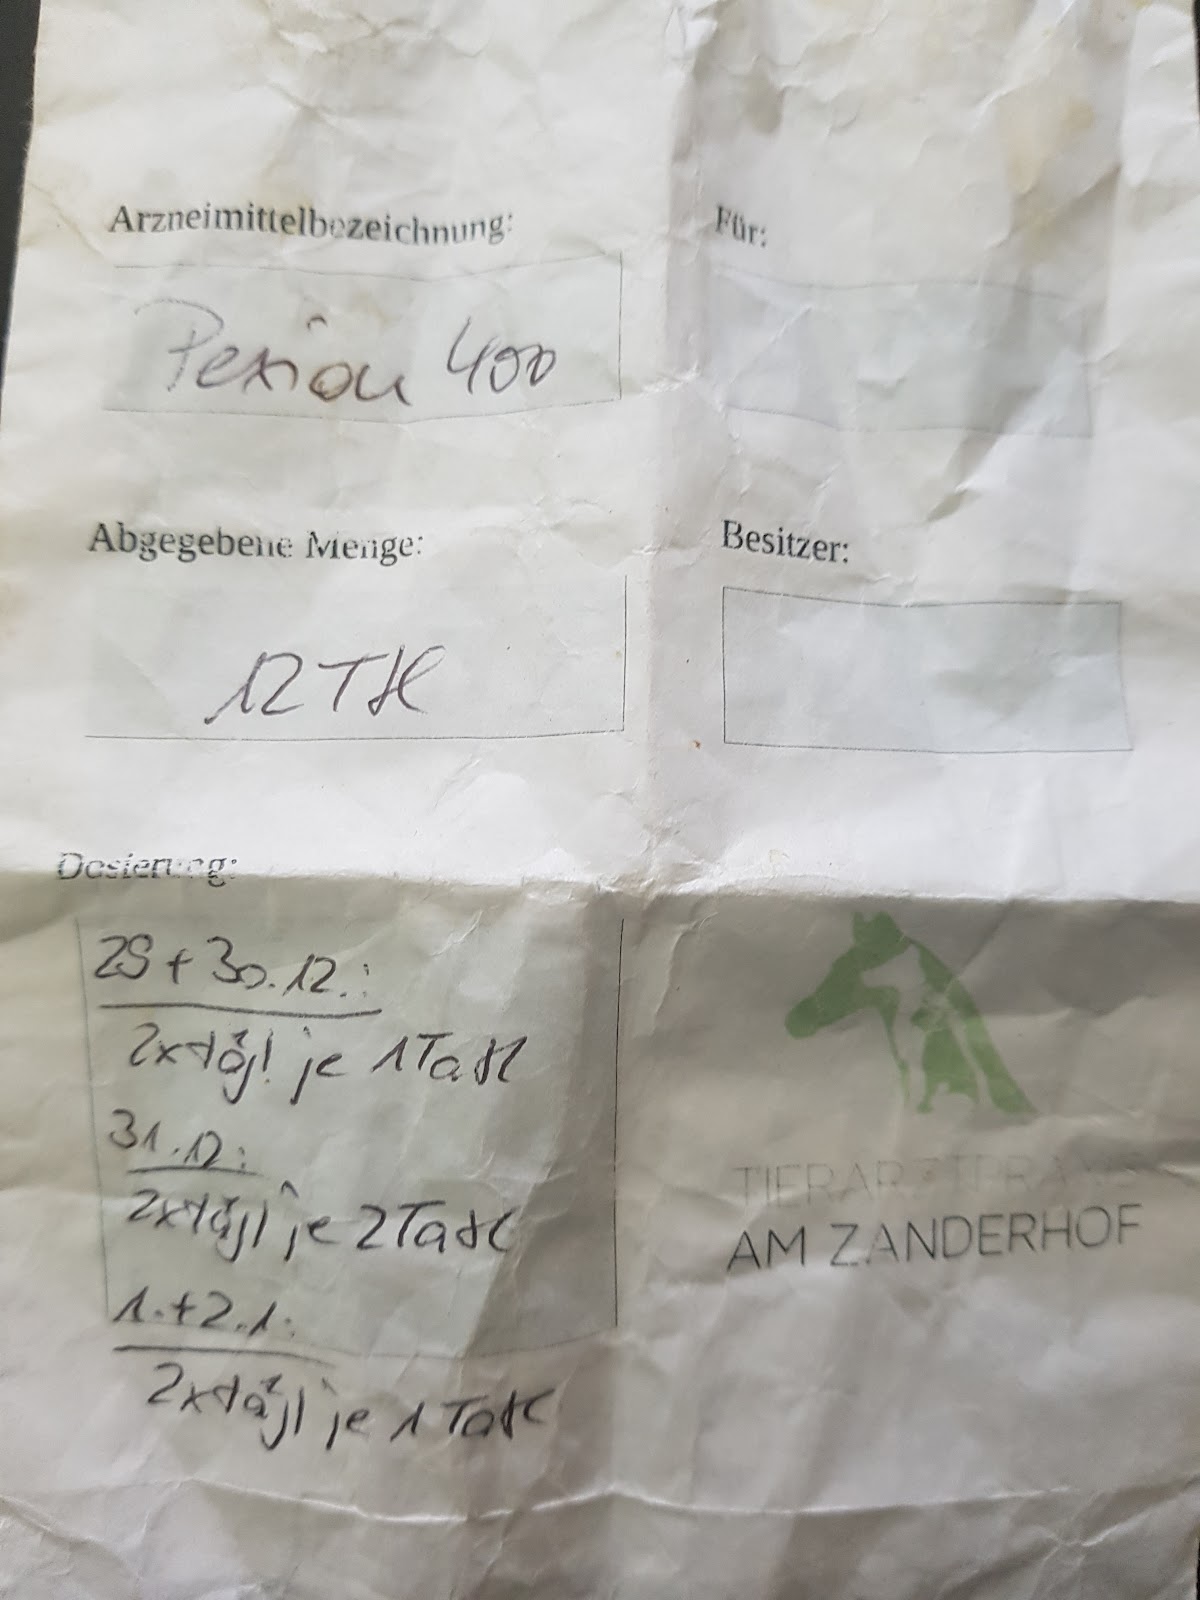 Arzneimittelbezeichnung:
Für:
Pexion 400
Abgegebene Menge:
Besitzer:
12 Tbl
Dosierung:
29 + 30.12.:
2x tägl je 1 Tabl
31.12:
2x tägl je 2 Tabl
1.+2.1.
2x tägl je 1 Tabl
TIERARZTPRAXIS
AM ZANDERHOF